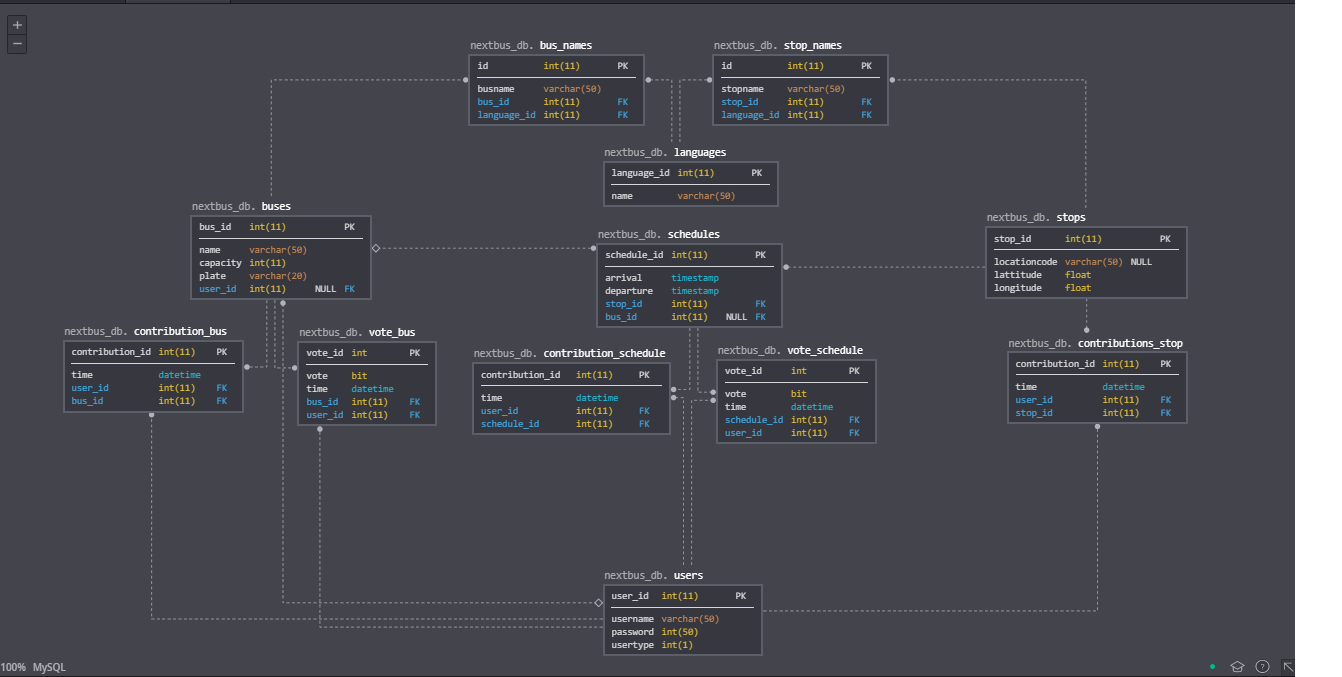 nextbus_db. bus_names
id int(11) PK
busname varchar(50)
bus_id int(11) FK
language_id int(11) FK
nextbus_db. stop_names
id int(11) PK
stopname varchar(50)
stop_id int(11) FK
language_id int(11) FK
nextbus_db. languages
language_id int(11) PK
name varchar(50)
nextbus_db. buses
bus_id int(11) PK
name varchar(50)
capacity int(11)
plate varchar(20)
user_id int(11) NULL FK
nextbus_db. schedules
schedule_id int(11) PK
arrival timestamp
departure timestamp
stop_id int(11) FK
bus_id int(11) NULL FK
nextbus_db. stops
stop_id int(11) PK
locationcode varchar(50) NULL
lattitude float
longitude float
nextbus_db. contribution_bus
contribution_id int(11) PK
time datetime
user_id int(11) FK
bus_id int(11) FK
nextbus_db. vote_bus
vote_id int PK
vote bit
time datetime
bus_id int(11) FK
user_id int(11) FK
nextbus_db. contribution_schedule
contribution_id int(11) PK
time datetime
user_id int(11) FK
schedule_id int(11) FK
nextbus_db. vote_schedule
vote_id int PK
vote bit
time datetime
schedule_id int(11) FK
user_id int(11) FK
nextbus_db. contributions_stop
contribution_id int(11) PK
time datetime
user_id int(11) FK
stop_id int(11) FK
nextbus_db. users
user_id int(11) PK
username varchar(50)
password int(50)
usertype int(1)
100% MySQL